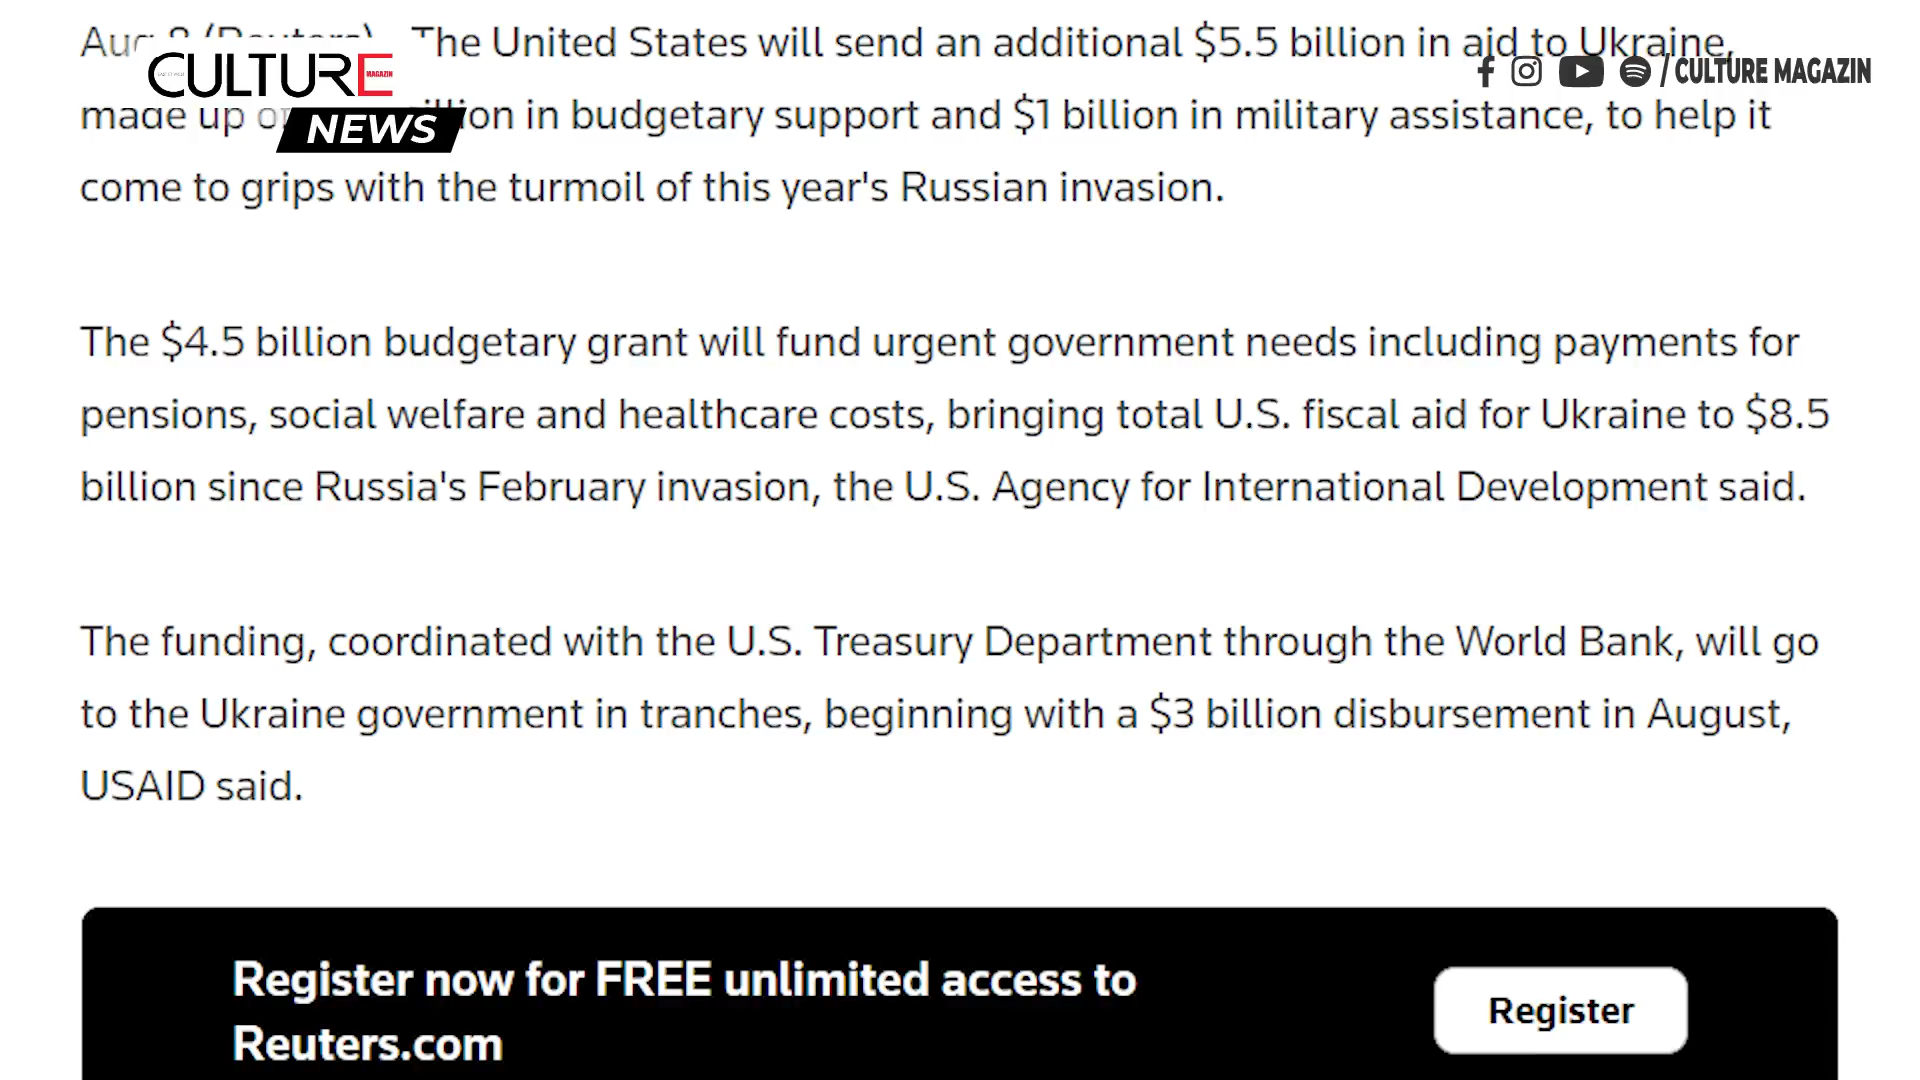 The United States will send an additional $5.5 billion in aid to Ukraine,
CULTURE
MAGAZIN
NEWS
/ CULTURE MAGAZIN
made up in budgetary support and $1 billion in military assistance, to help it
come to grips with the turmoil of this year's Russian invasion.
The $4.5 billion budgetary grant will fund urgent government needs including payments for
pensions, social welfare and healthcare costs, bringing total U.S. fiscal aid for Ukraine to $8.5
billion since Russia's February invasion, the U.S. Agency for International Development said.
The funding, coordinated with the U.S. Treasury Department through the World Bank, will go
to the Ukraine government in tranches, beginning with a $3 billion disbursement in August,
USAID said.
Register now for FREE unlimited access to
Reuters.com
Register